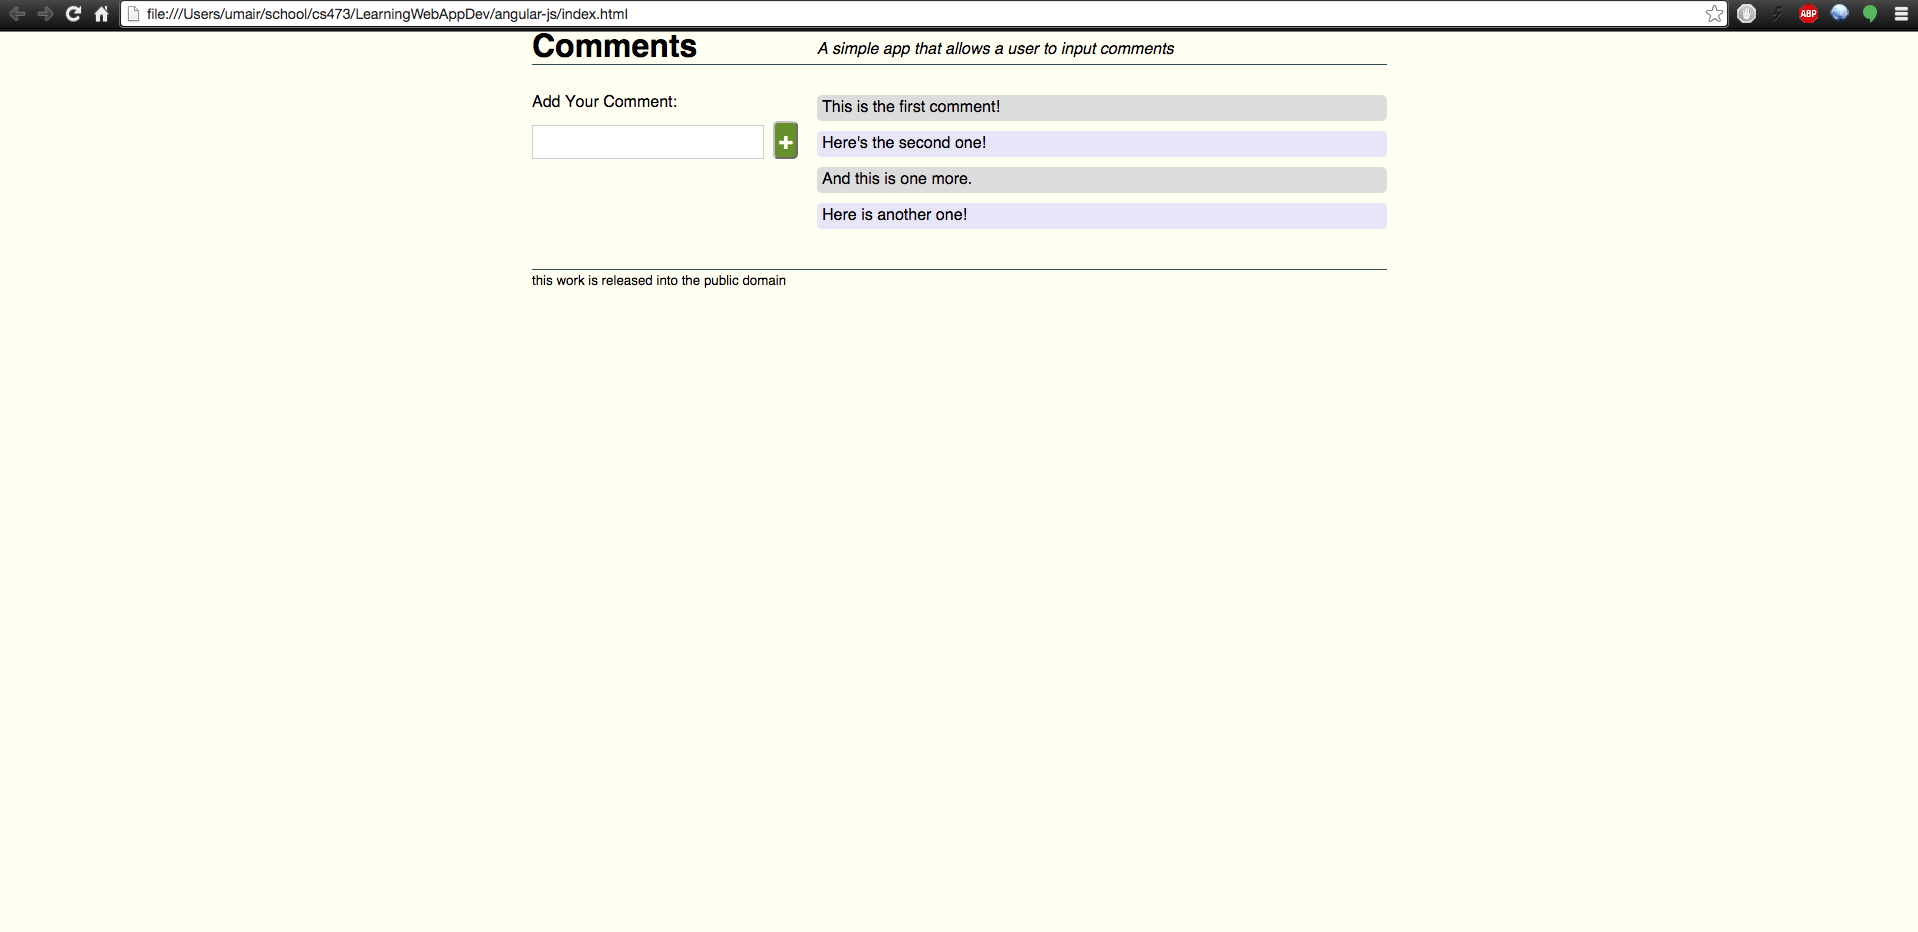 file:///Users/umair/school/cs473/LearningWebAppDev/angular-js/index.html
ABP
Comments
A simple app that allows a user to input comments
Add Your Comment:
+
This is the first comment!
Here's the second one!
And this is one more.
Here is another one!
this work is released into the public domain